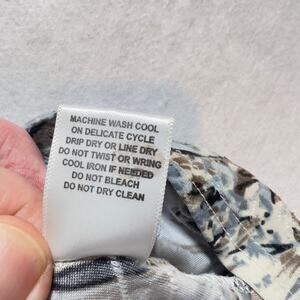 MACHINE WASH COOL
ON DELICATE CYCLE
DRIP DRY OR LINE DRY
DO NOT TWIST OR WRING
COOL IRON IF NEEDED
DO NOT BLEACH
DO NOT DRY CLEAN